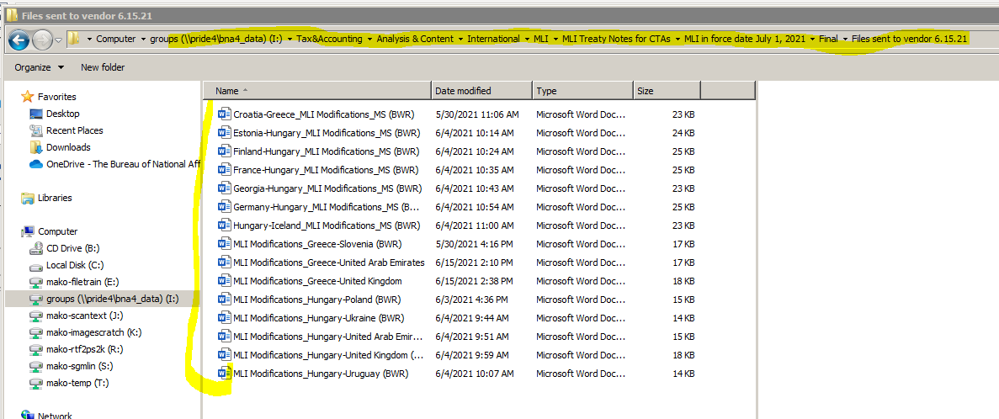 Files sent to vendor 6.15.21
Computer groups (\\pride4\bna4_data) (I:) Tax&Accounting Analysis & Content International MLI MLI Treaty Notes for CTAs MLI in force date July 1, 2021 Final Files sent to vendor 6.15.21
Organize New folder
Favorites
Desktop
Recent Places
Downloads
OneDrive - The Bureau of National Aff
Libraries
Computer
CD Drive (B:)
Local Disk (C:)
mako-filetrain (E:)
groups (\\pride4\bna4_data) (I:)
mako-scantext (J:)
mako-imagescratch (K:)
mako-rtf2ps2k (R:)
mako-sgmlin (S:)
mako-temp (T:)
Network
Name Date modified Type Size
Croatia-Greece_MLI Modifications_MS (BWR) 5/30/2021 11:06 AM Microsoft Word Doc... 23 KB
Estonia-Hungary_MLI Modifications_MS (BWR) 6/4/2021 10:14 AM Microsoft Word Doc... 24 KB
Finland-Hungary_MLI Modifications_MS (BWR) 6/4/2021 10:24 AM Microsoft Word Doc... 25 KB
France-Hungary_MLI Modifications_MS (BWR) 6/4/2021 10:35 AM Microsoft Word Doc... 25 KB
Georgia-Hungary_MLI Modifications_MS (BWR) 6/4/2021 10:43 AM Microsoft Word Doc... 23 KB
Germany-Hungary_MLI Modifications_MS (B... 6/4/2021 10:54 AM Microsoft Word Doc... 25 KB
Hungary-Iceland_MLI Modifications_MS (BWR) 6/4/2021 11:00 AM Microsoft Word Doc... 23 KB
MLI Modifications_Greece-Slovenia (BWR) 5/30/2021 4:16 PM Microsoft Word Doc... 17 KB
MLI Modifications_Greece-United Arab Emirates 6/15/2021 2:10 PM Microsoft Word Doc... 17 KB
MLI Modifications_Greece-United Kingdom 6/15/2021 2:38 PM Microsoft Word Doc... 18 KB
MLI Modifications_Hungary-Poland (BWR) 6/3/2021 4:36 PM Microsoft Word Doc... 15 KB
MLI Modifications_Hungary-Ukraine (BWR) 6/4/2021 9:44 AM Microsoft Word Doc... 14 KB
MLI Modifications_Hungary-United Arab Emir... 6/4/2021 9:51 AM Microsoft Word Doc... 15 KB
MLI Modifications_Hungary-United Kingdom (... 6/4/2021 9:59 AM Microsoft Word Doc... 18 KB
MLI Modifications_Hungary-Uruguay (BWR) 6/4/2021 10:07 AM Microsoft Word Doc... 14 KB